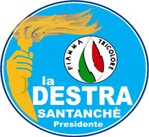 FIAMMA TRICOLORE
la
DESTRA
SANTANCHÈ
Presidente